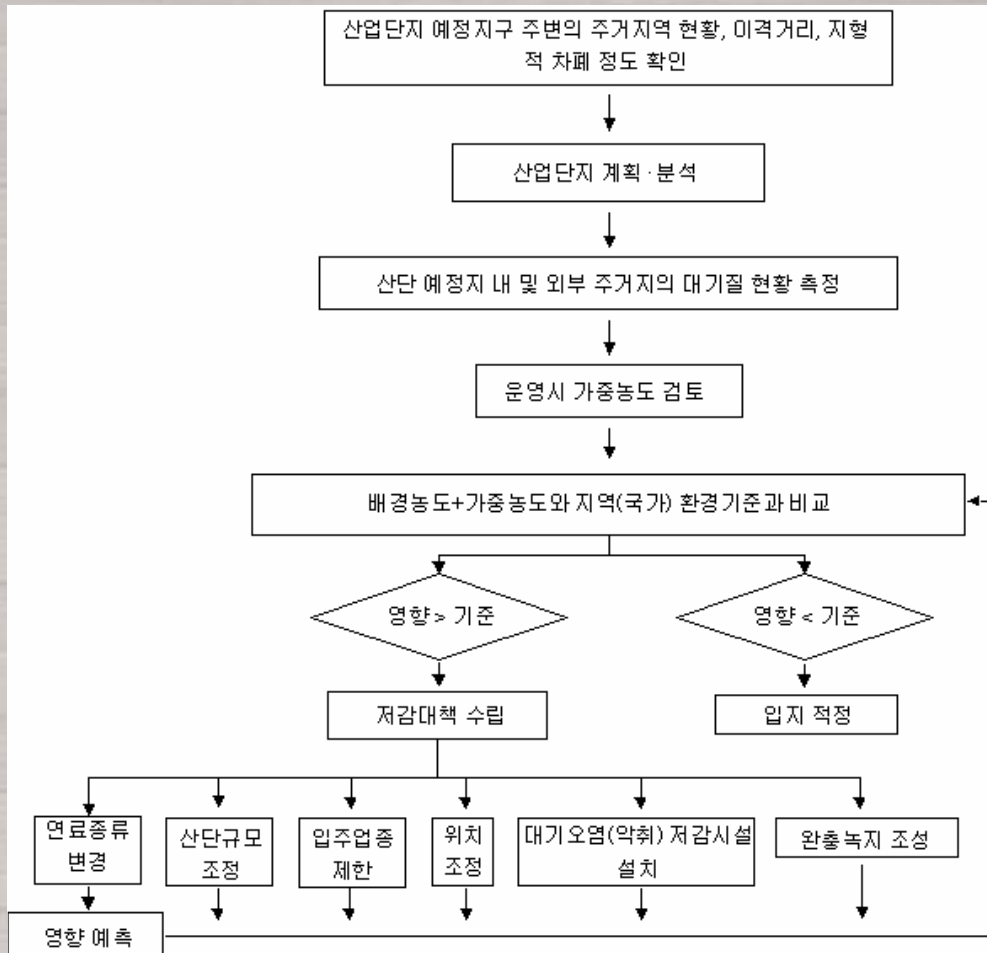 산업단지 예정지구 주변의 주거지역 현황, 이격거리, 지형
적 차폐 정도 확인
산업단지 계획·분석
산단 예정지 내 및 외부 주거지의 대기질 현황 측정
운영시 가중농도 검토
배경농도+가중농도와 지역(국가) 환경기준과 비교
영향 > 기준
영향 < 기준
저감대책 수립
입지 적정
연료종류
변경
산단규모
조정
입주업종
제한
위치
조정
대기오염(악취) 저감시설
설치
완충녹지 조성
영향 예측